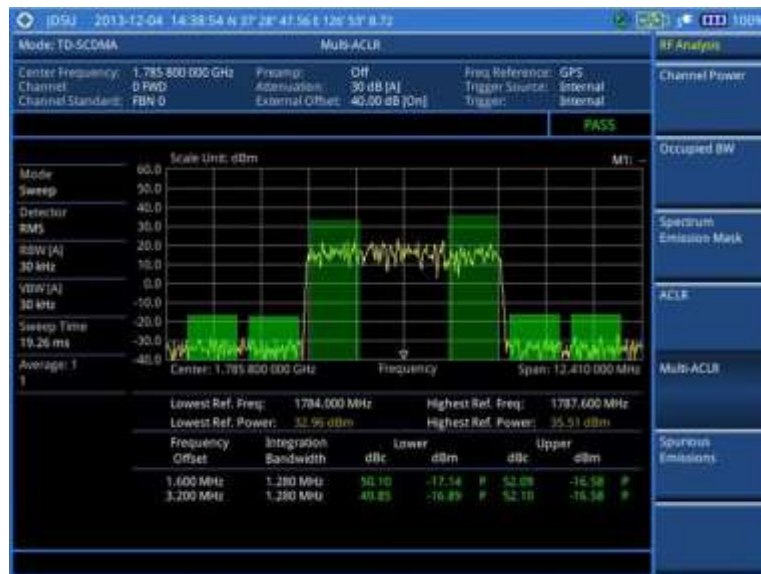 JDSU 2013-12-04 14:38:54 N 37° 28' 47.56 E 126° 53' 8.72 100%
Mode: TD-SCDMA Multi-ACLR RF Analysis
Center Frequency: 1.785 800 000 GHz Preamp: Off Freq Reference: GPS
Channel: 0 FWD Attenuation: 30 dB [A] Trigger Source: Internal
Channel Standard: FBN 0 External Offset: 40.00 dB [On] Trigger: Internal
Channel Power
PASS
Occupied BW
Scale Unit: dBm M1: --
Mode
Sweep
Detector
RMS
RBW [A]
30 kHz
VBW [A]
30 kHz
Sweep Time
19.26 ms
Average: 1
1
60.0
50.0
40.0
30.0
20.0
10.0
0.0
-10.0
-20.0
-30.0
-40.0
Center: 1.785 800 000 GHz Frequency Span: 12.410 000 MHz
Spectrum
Emission Mask
ACLR
Multi-ACLR
Lowest Ref. Freq: 1784.000 MHz Highest Ref. Freq: 1787.600 MHz
Lowest Ref. Power: 32.96 dBm Highest Ref. Power: 35.51 dBm
Frequency Integration Lower Upper
Offset Bandwidth dBc dBm dBc dBm
1.600 MHz 1.280 MHz 50.10 -17.14 P 52.09 -16.58 P
3.200 MHz 1.280 MHz 49.85 -16.89 P 52.10 -16.58 P
Spurious
Emissions